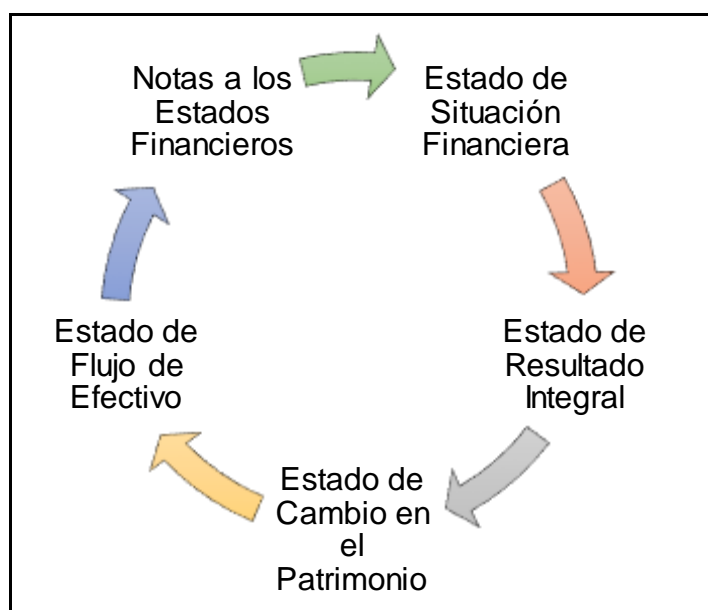 Notas a los
Estados
Financieros
Estado de
Situación
Financiera
Estado de
Resultado
Integral
Estado de
Cambio en
el
Patrimonio
Estado de
Flujo de
Efectivo